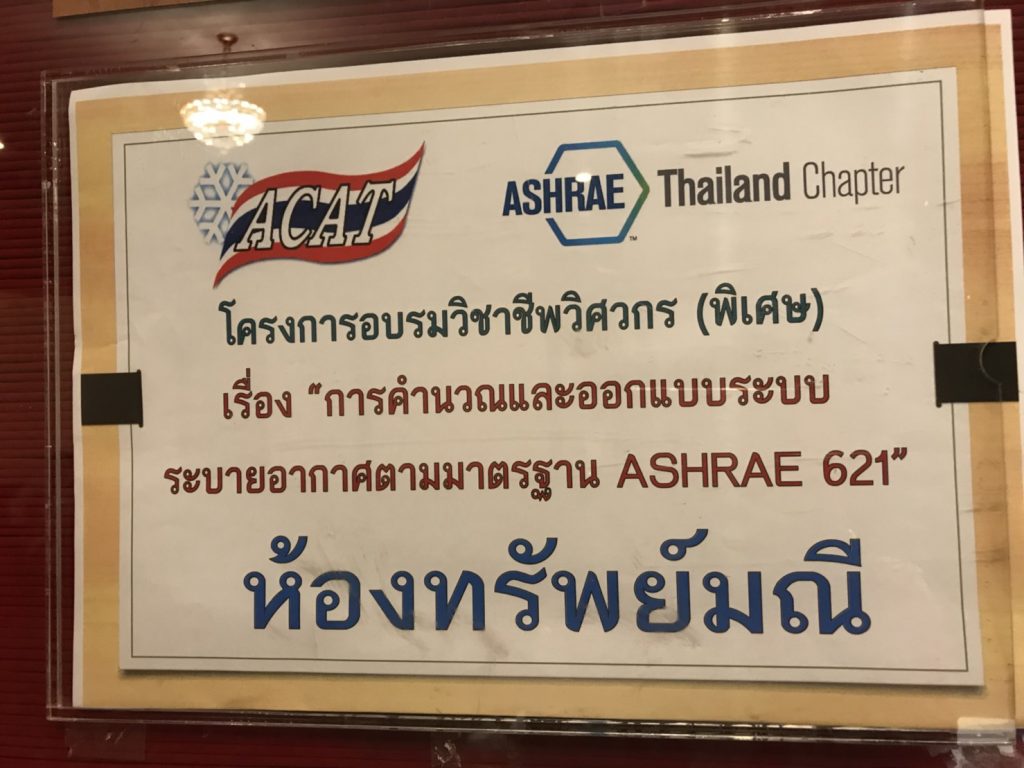 ACAT
ASHRAE Thailand Chapter
™
โครงการอบรมวิชาชีพวิศวกร (พิเศษ)
เรื่อง “การคำนวณและออกแบบระบบ
ระบายอากาศตามมาตรฐาน ASHRAE 621”
ห้องทรัพย์มณี